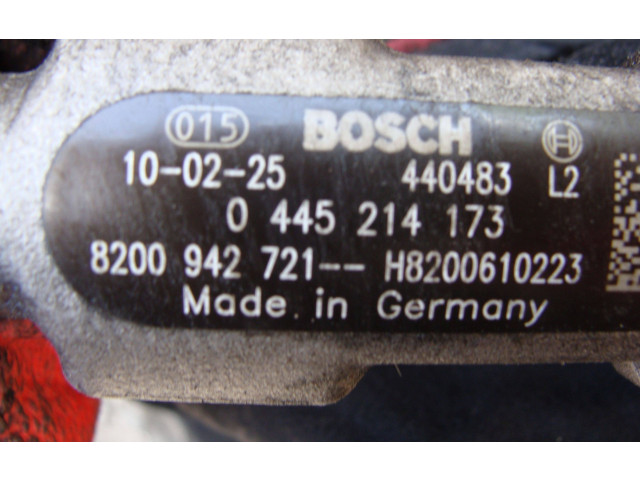 015 BOSCH
10-02-25 440483 L2
0 445 214 173
8200 942 721-- H8200610223
Made in Germany